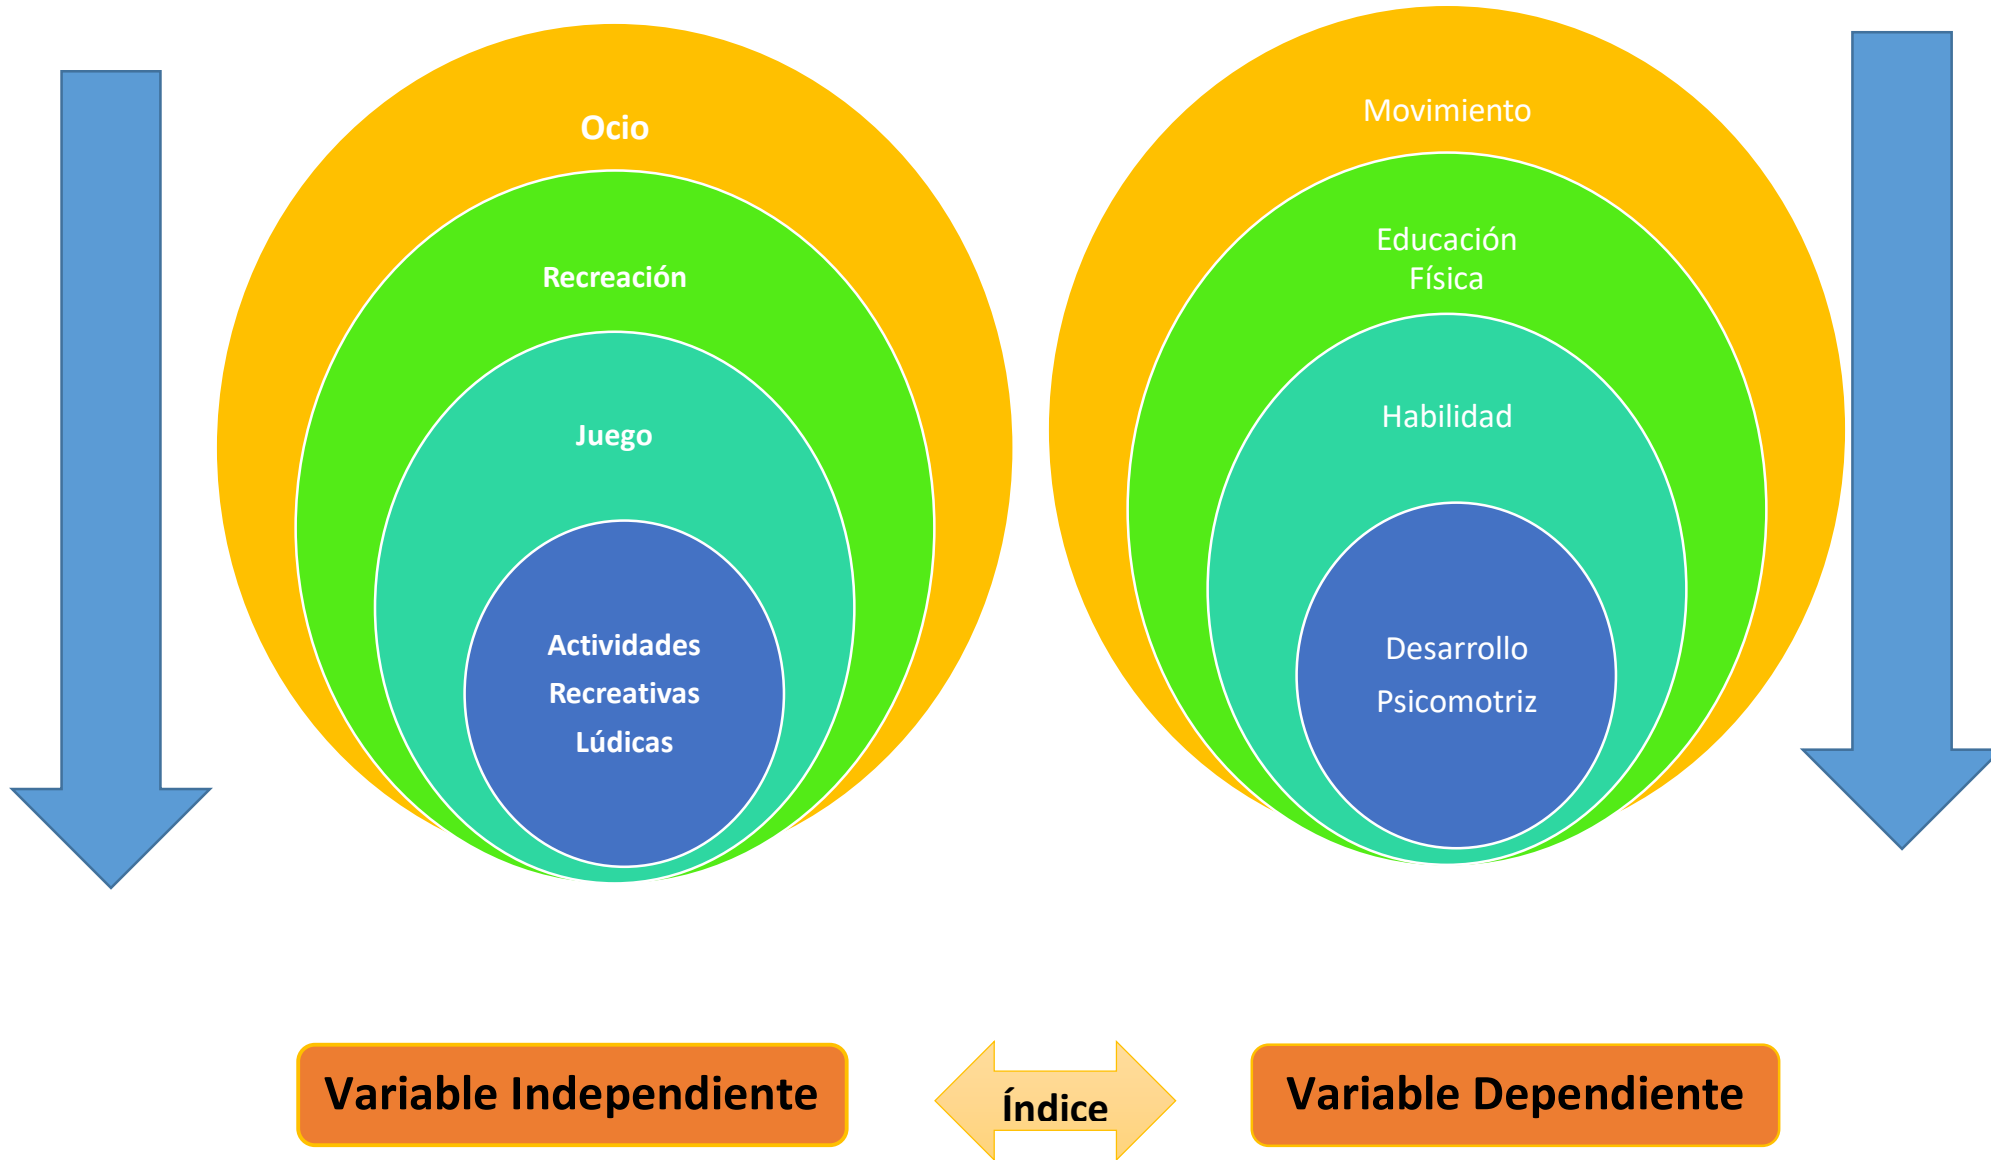 Ocio
Recreación
Juego
Actividades
Recreativas
Lúdicas
Movimiento
Educación
Física
Habilidad
Desarrollo
Psicomotriz
Variable Independiente
Índice
Variable Dependiente